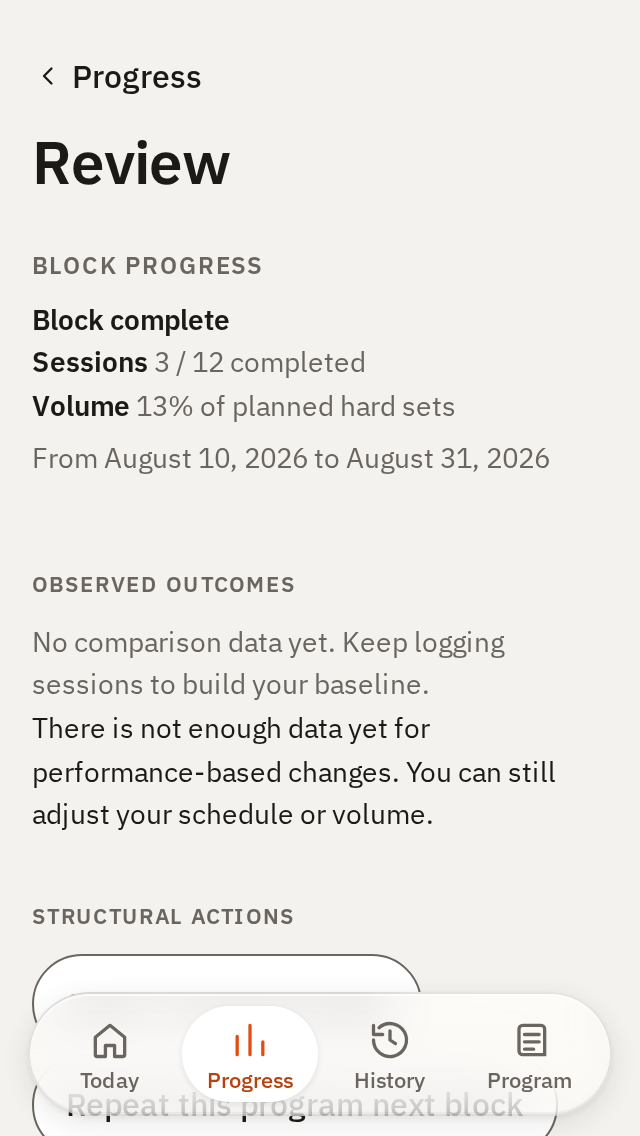 Progress
Review
BLOCK PROGRESS
Block complete
Sessions 3 / 12 completed
Volume 13% of planned hard sets
From August 10, 2026 to August 31, 2026
OBSERVED OUTCOMES
No comparison data yet. Keep logging
sessions to build your baseline.
There is not enough data yet for
performance-based changes. You can still
adjust your schedule or volume.
STRUCTURAL ACTIONS
Today
Progress
History
Program
Repeat this program next block